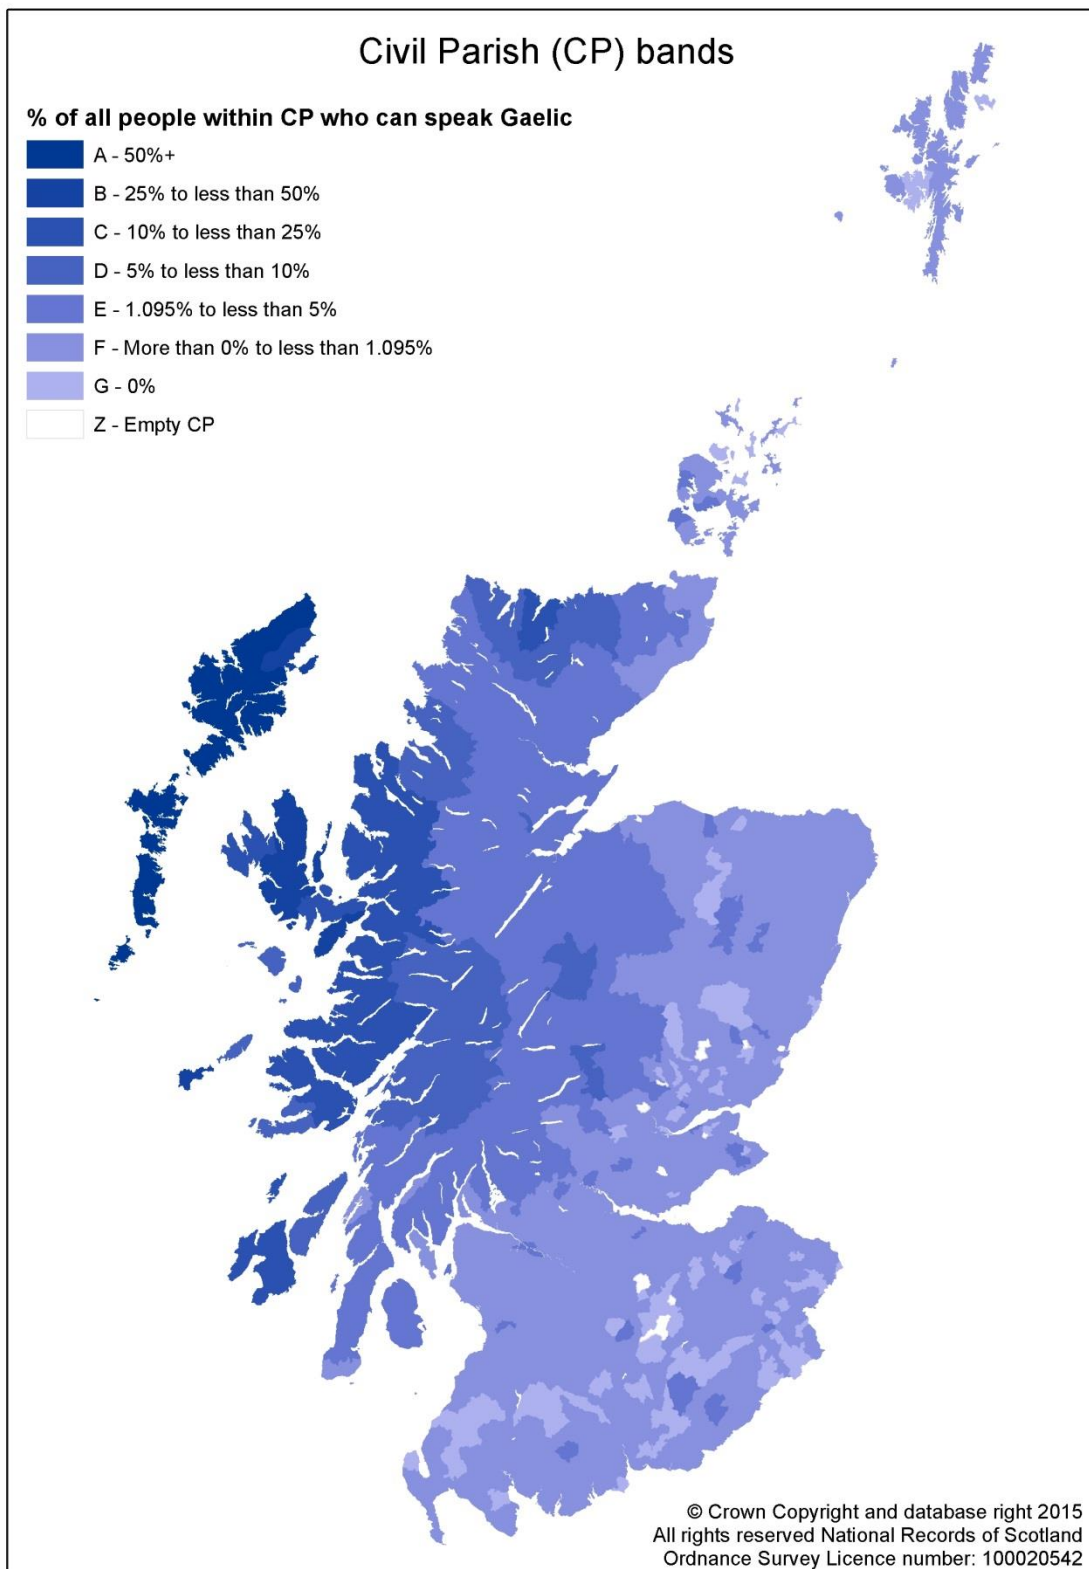 Civil Parish (CP) bands
% of all people within CP who can speak Gaelic
A - 50%+
B - 25% to less than 50%
C - 10% to less than 25%
D - 5% to less than 10%
E - 1.095% to less than 5%
F - More than 0% to less than 1.095%
G - 0%
Z - Empty CP
© Crown Copyright and database right 2015
All rights reserved National Records of Scotland
Ordnance Survey Licence number: 100020542